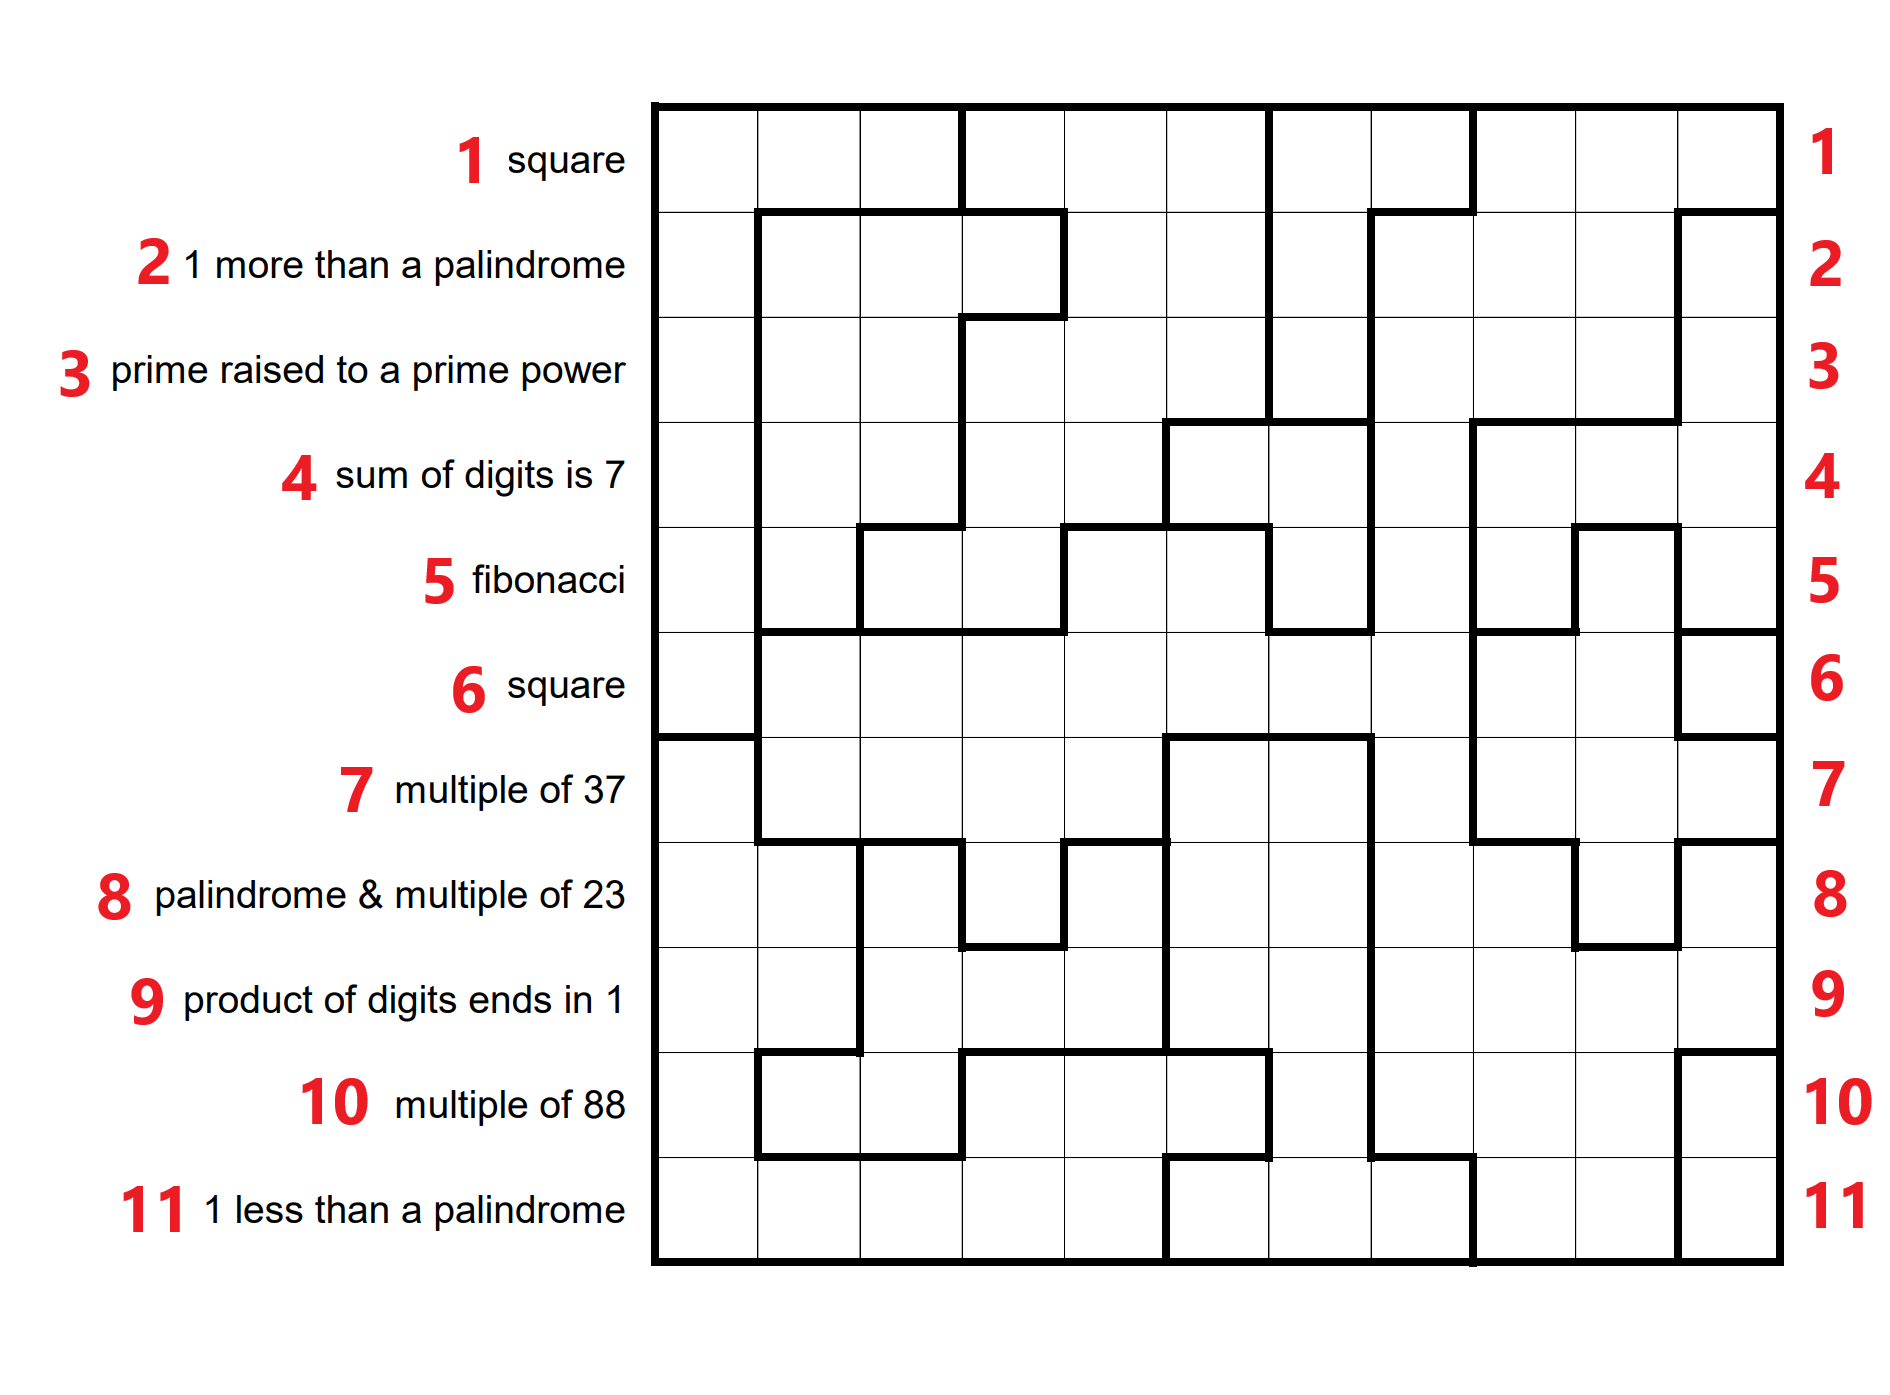 1 square 1
2 1 more than a palindrome 2
3 prime raised to a prime power 3
4 sum of digits is 7 4
5 fibonacci 5
6 square 6
7 multiple of 37 7
8 palindrome & multiple of 23 8
9 product of digits ends in 1 9
10 multiple of 88 10
11 1 less than a palindrome 11